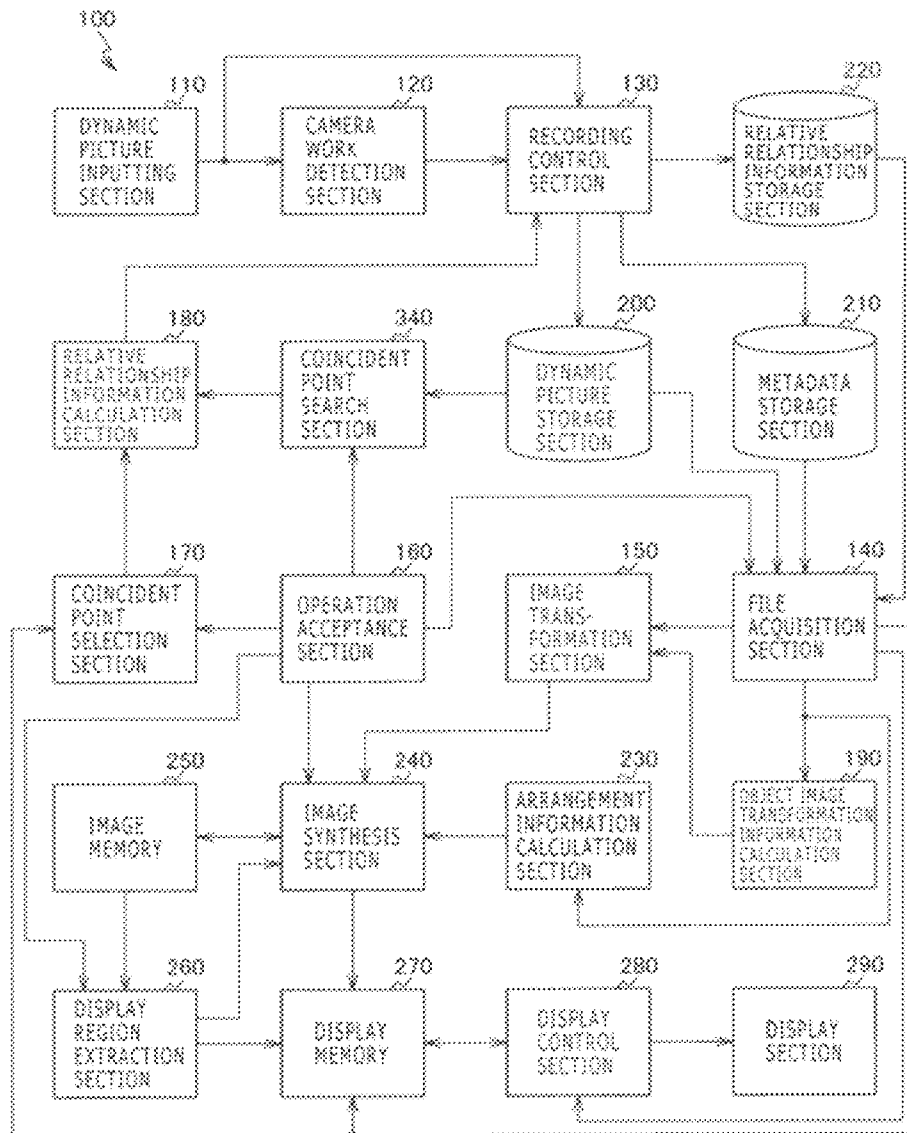 100
110
DYNAMIC
PICTURE
INPUTTING
SECTION
120
CAMERA
WORK
DETECTION
SECTION
130
RECORDING
CONTROL
SECTION
220
RELATIVE
RELATIONSHIP
INFORMATION
STORAGE
SECTION
180
RELATIVE
RELATIONSHIP
INFORMATION
CALCULATION
SECTION
340
COINCIDENT
POINT
SEARCH
SECTION
200
DYNAMIC
PICTURE
STORAGE
SECTION
210
METADATA
STORAGE
SECTION
170
COINCIDENT
POINT
SELECTION
SECTION
160
OPERATION
ACCEPTANCE
SECTION
150
IMAGE
TRANS-
FORMATION
SECTION
140
FILE
ACQUISITION
SECTION
250
IMAGE
MEMORY
240
IMAGE
SYNTHESIS
SECTION
230
ARRANGEMENT
INFORMATION
CALCULATION
SECTION
190
OBJECT IMAGE
TRANSFORMATION
INFORMATION
CALCULATION
SECTION
260
DISPLAY
REGION
EXTRACTION
SECTION
270
DISPLAY
MEMORY
280
DISPLAY
CONTROL
SECTION
290
DISPLAY
SECTION